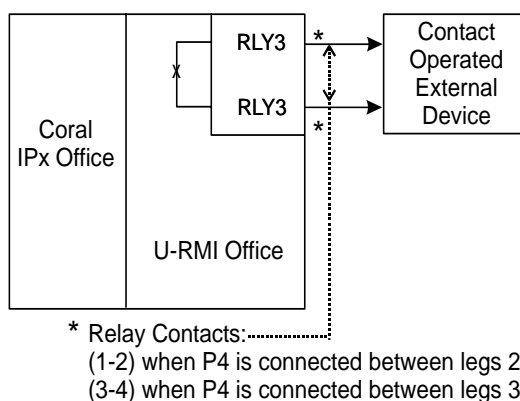 RLY3
*
Contact
Operated
External
Device
X
RLY3
*
Coral
IPx Office
U-RMI Office
* Relay Contacts:
(1-2) when P4 is connected between legs 2
(3-4) when P4 is connected between legs 3